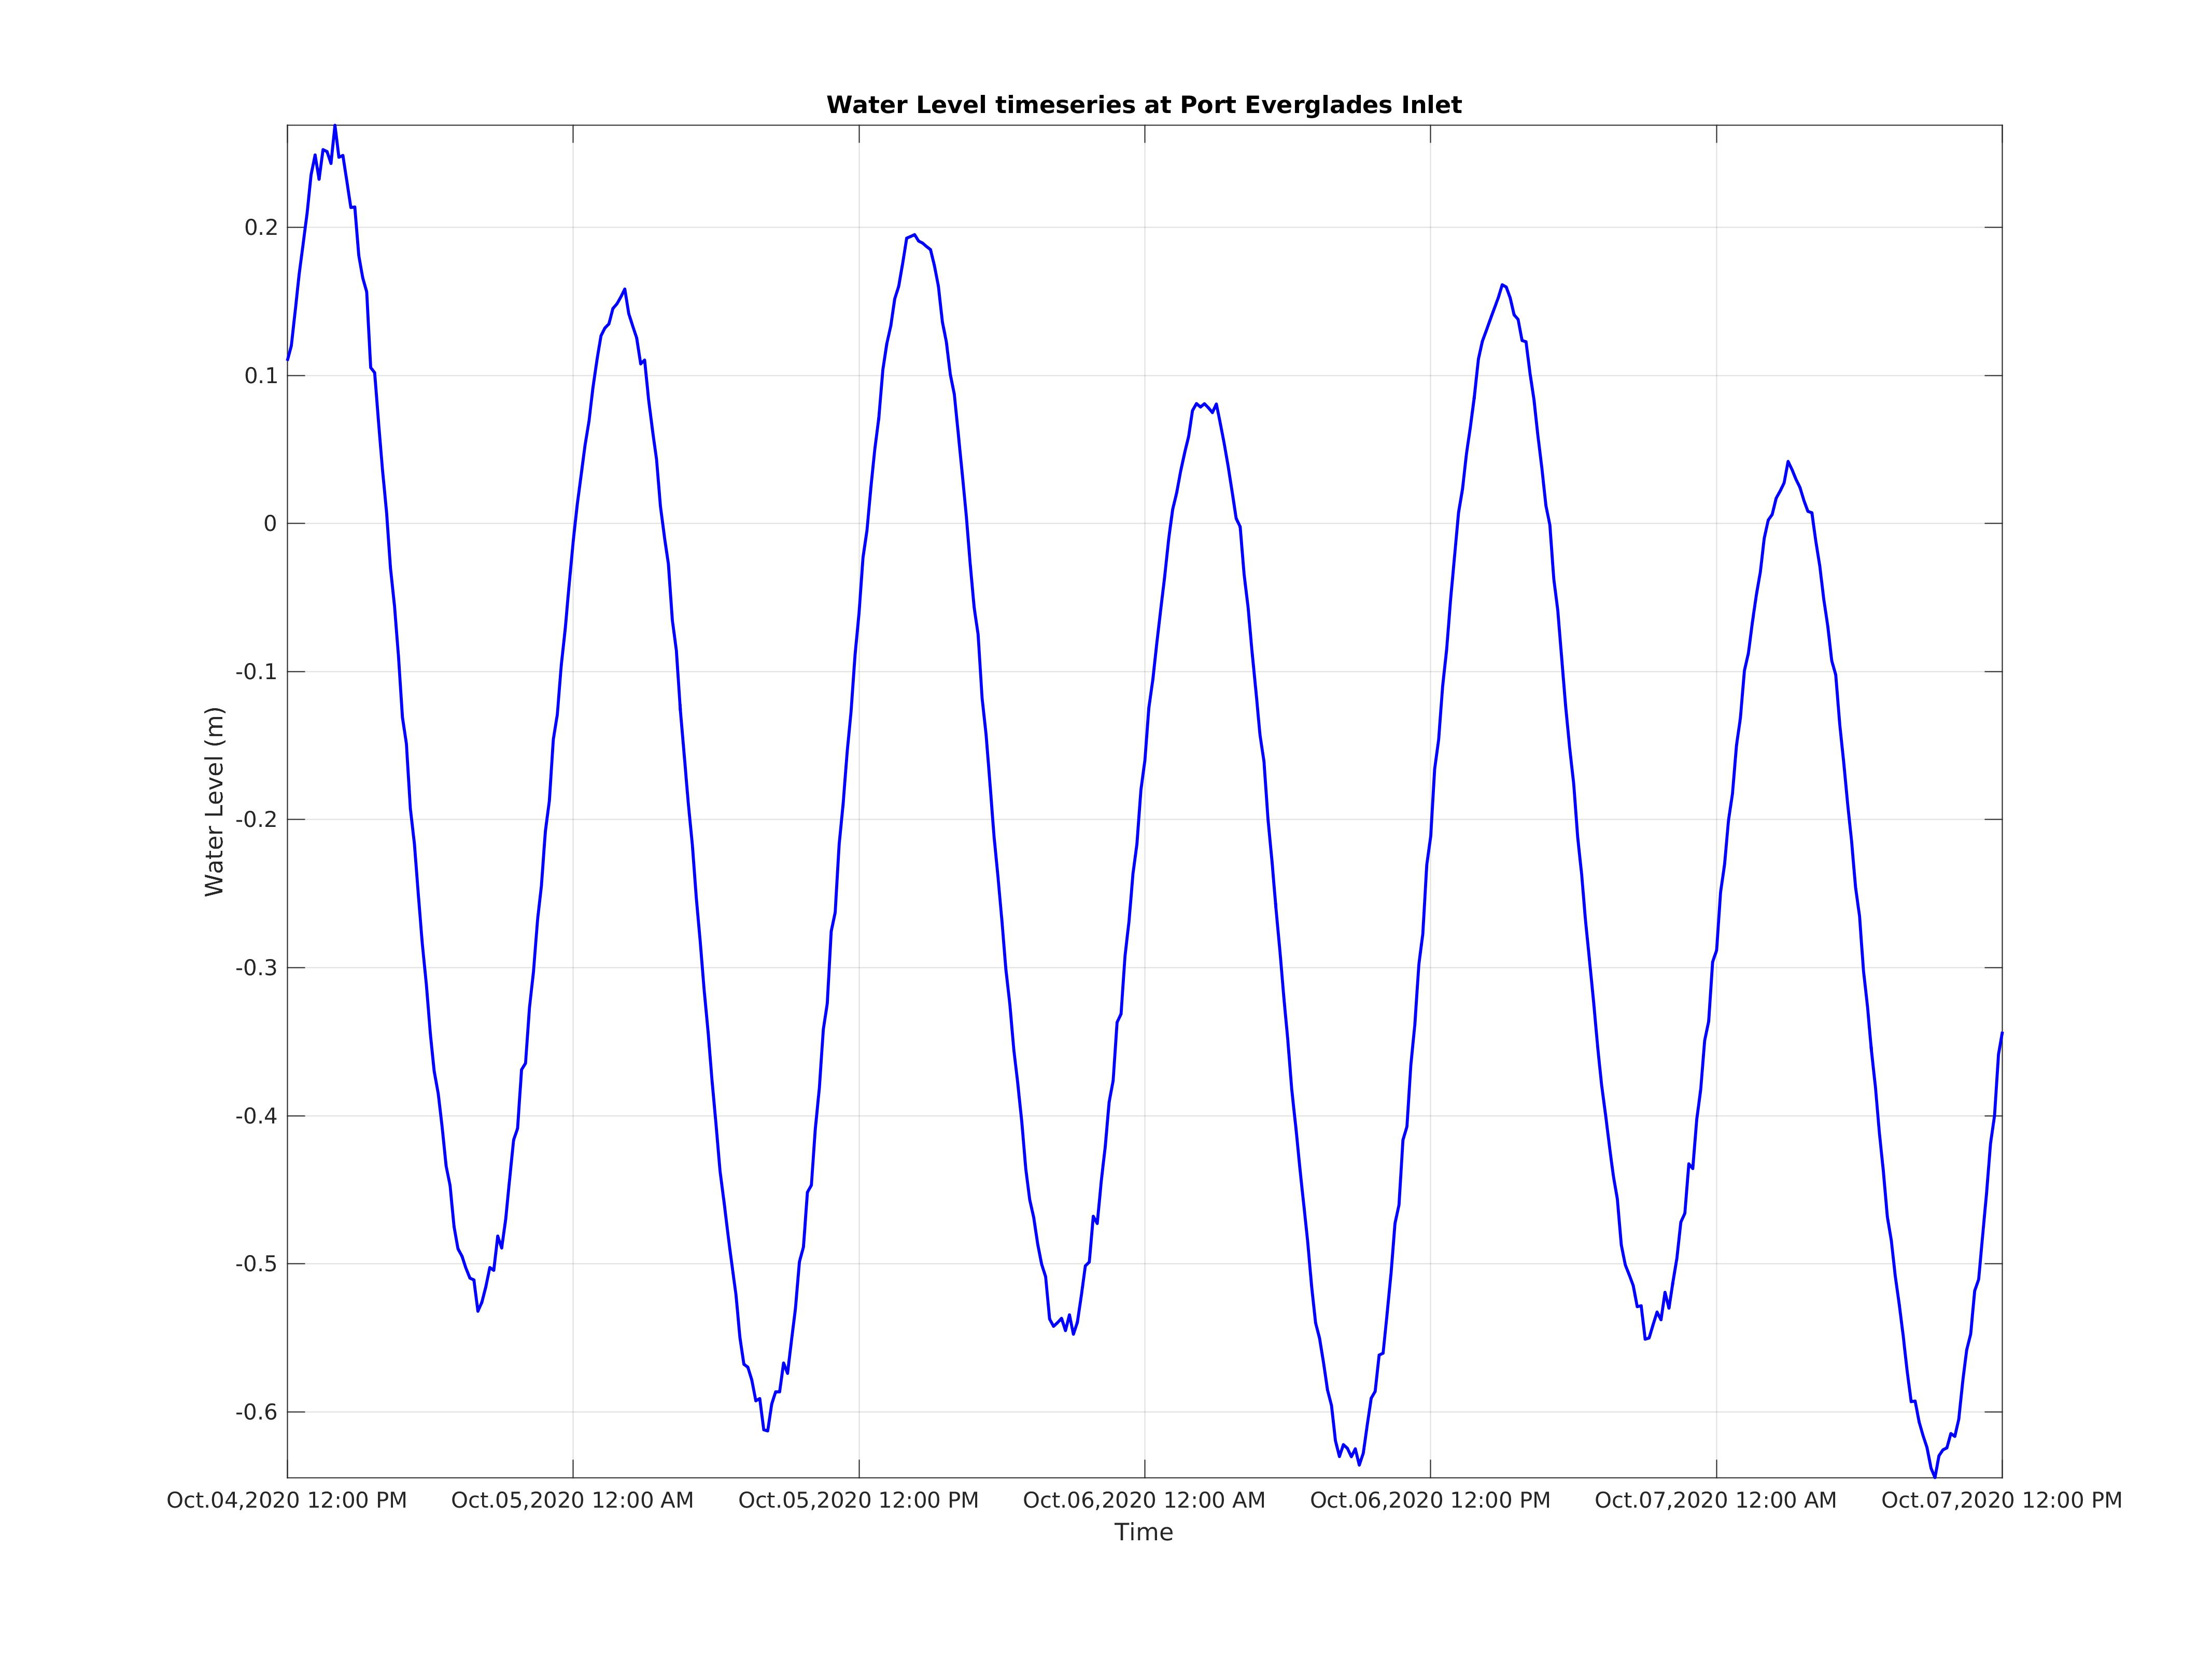 Water Level timeseries at Port Everglades Inlet
0.2
0.1
0
-0.1
-0.2
-0.3
-0.4
-0.5
-0.6
Water Level (m)
Oct.04,2020 12:00 PM
Oct.05,2020 12:00 AM
Oct.05,2020 12:00 PM
Oct.06,2020 12:00 AM
Oct.06,2020 12:00 PM
Oct.07,2020 12:00 AM
Oct.07,2020 12:00 PM
Time